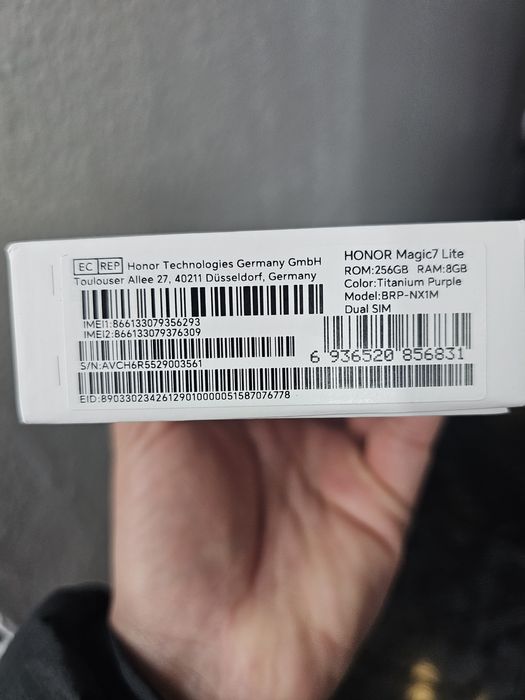 EC REP Honor Technologies Germany GmbH
Toulouser Allee 27, 40211 Düsseldorf, Germany
IMEI1:866133079356293
IMEI2:866133079376309
S/N:AVCH6R5529003561
EID:89033023426129010000051587076778
HONOR Magic7 Lite
ROM:256GB RAM:8GB
Color:Titanium Purple
Model:BRP-NX1M
Dual SIM
6 936520 856831